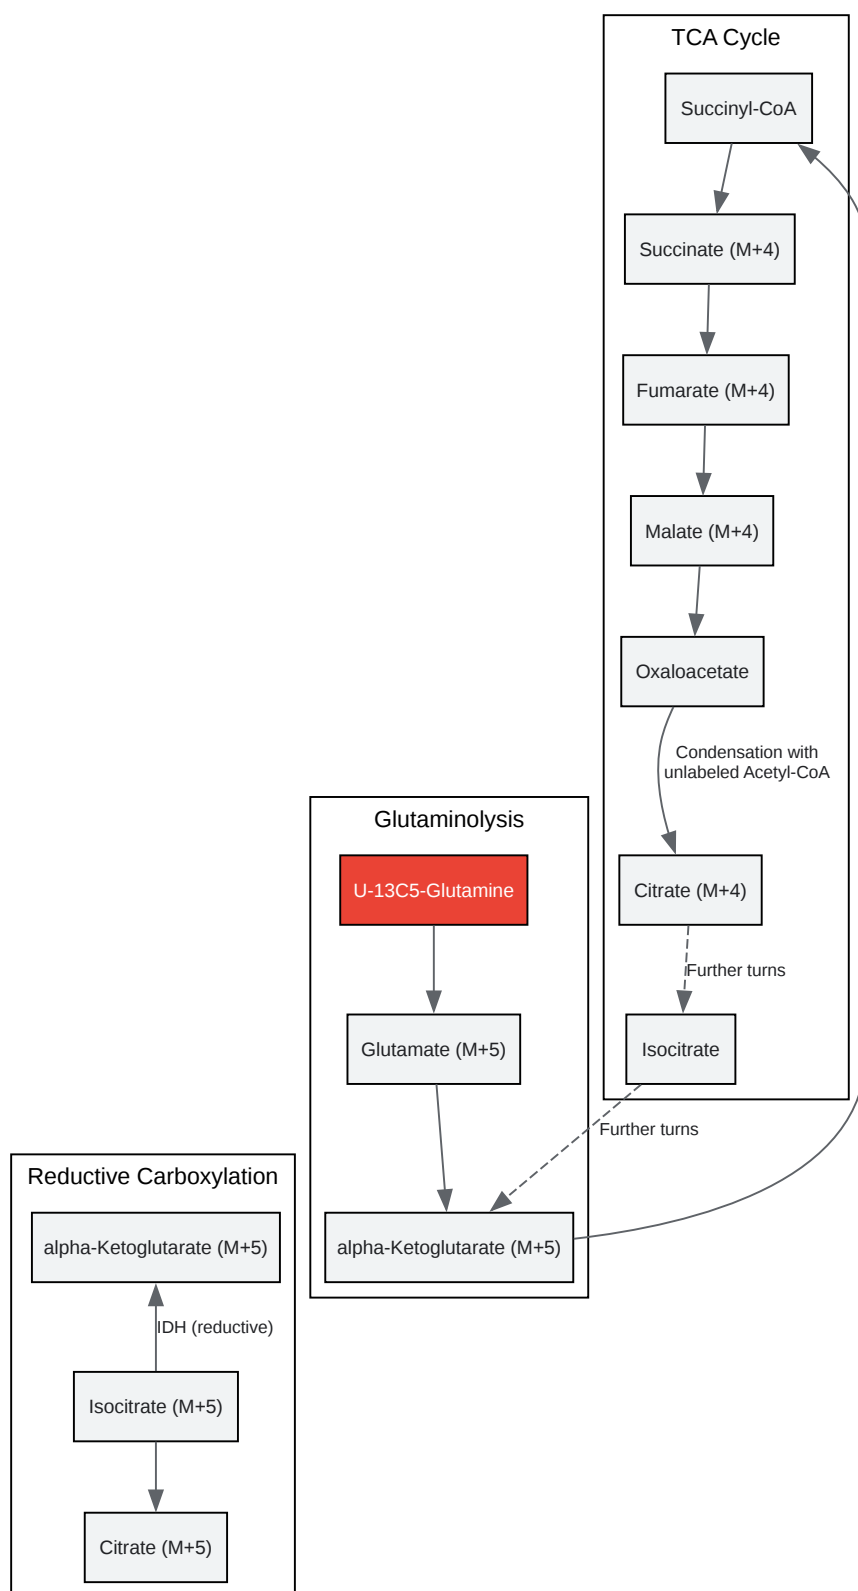 TCA Cycle
Succinyl-CoA
Succinate (M+4)
Fumarate (M+4)
Malate (M+4)
Oxaloacetate
Condensation with
unlabeled Acetyl-CoA
Citrate (M+4)
Further turns
Isocitrate
Further turns
Glutaminolysis
U-13C5-Glutamine
Glutamate (M+5)
alpha-Ketoglutarate (M+5)
Reductive Carboxylation
alpha-Ketoglutarate (M+5)
IDH (reductive)
Isocitrate (M+5)
Citrate (M+5)